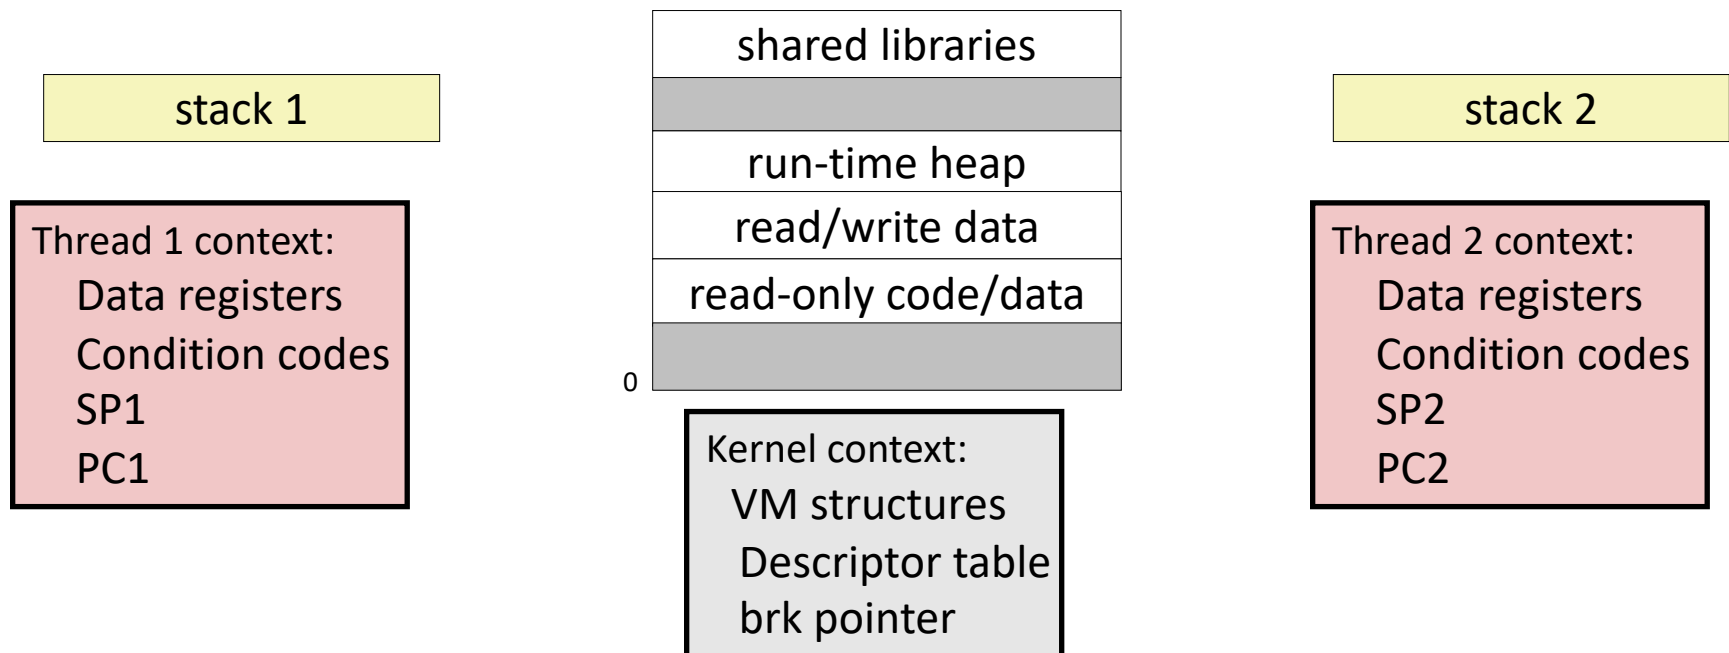 stack 1
Thread 1 context:
Data registers
Condition codes
SP1
PC1
shared libraries
run-time heap
read/write data
read-only code/data
0
Kernel context:
VM structures
Descriptor table
brk pointer
stack 2
Thread 2 context:
Data registers
Condition codes
SP2
PC2